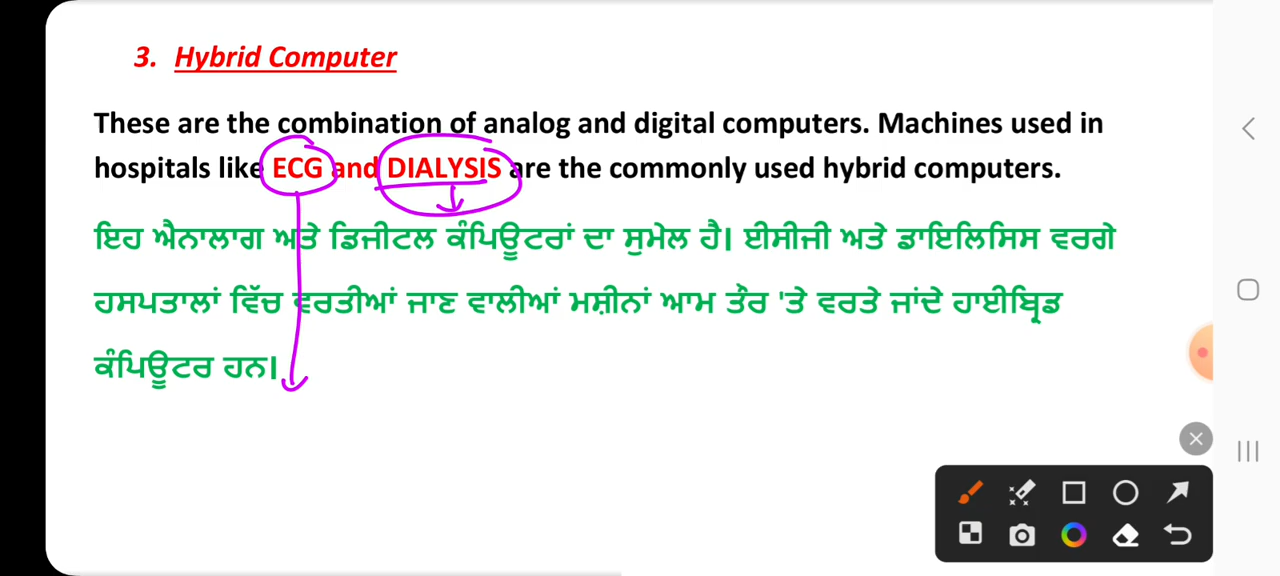 3. Hybrid Computer
These are the combination of analog and digital computers. Machines used in
hospitals like ECG and DIALYSIS are the commonly used hybrid computers.
ਇਹ ਐਨਾਲਾਗ ਅਤੇ ਡਿਜੀਟਲ ਕੰਪਿਊਟਰਾਂ ਦਾ ਸੁਮੇਲ ਹੈ। ਈਸੀਜੀ ਅਤੇ ਡਾਇਲਿਸਿਸ ਵਰਗੇ
ਹਸਪਤਾਲਾਂ ਵਿੱਚ ਵਰਤੀਆਂ ਜਾਣ ਵਾਲੀਆਂ ਮਸ਼ੀਨਾਂ ਆਮ ਤੌਰ 'ਤੇ ਵਰਤੇ ਜਾਂਦੇ ਹਾਈਬ੍ਰਿਡ
ਕੰਪਿਊਟਰ ਹਨ।